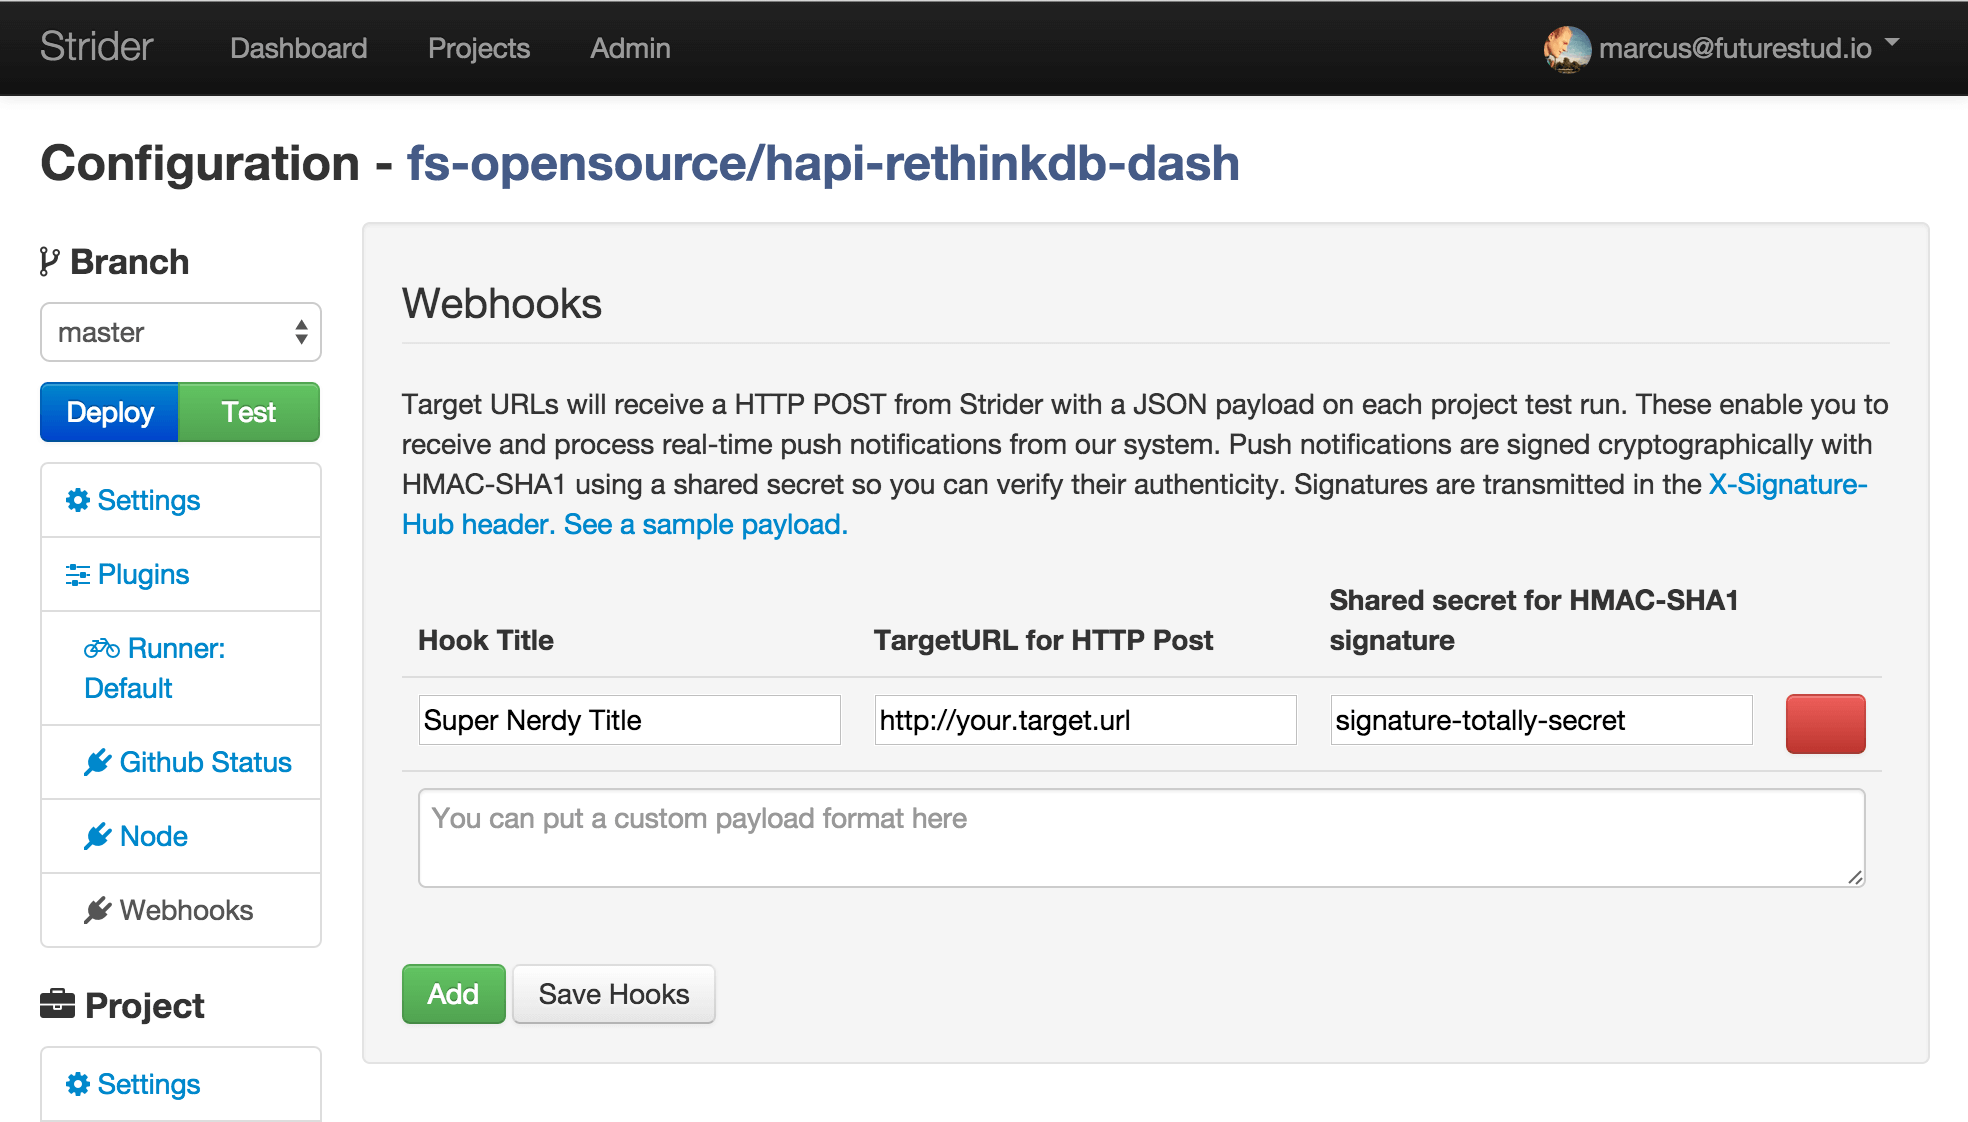 Strider
Dashboard
Projects
Admin
marcus@futurestud.io
Configuration - fs-opensource/hapi-rethinkdb-dash
Branch
master
Deploy
Test
Settings
Plugins
Runner:
Default
Github Status
Node
Webhooks
Project
Settings
Webhooks
Target URLs will receive a HTTP POST from Strider with a JSON payload on each project test run. These enable you to
receive and process real-time push notifications from our system. Push notifications are signed cryptographically with
HMAC-SHA1 using a shared secret so you can verify their authenticity. Signatures are transmitted in the X-Signature-
Hub header. See a sample payload.
Hook Title
TargetURL for HTTP Post
Shared secret for HMAC-SHA1
signature
Super Nerdy Title
http://your.target.url
signature-totally-secret
You can put a custom payload format here
Add
Save Hooks